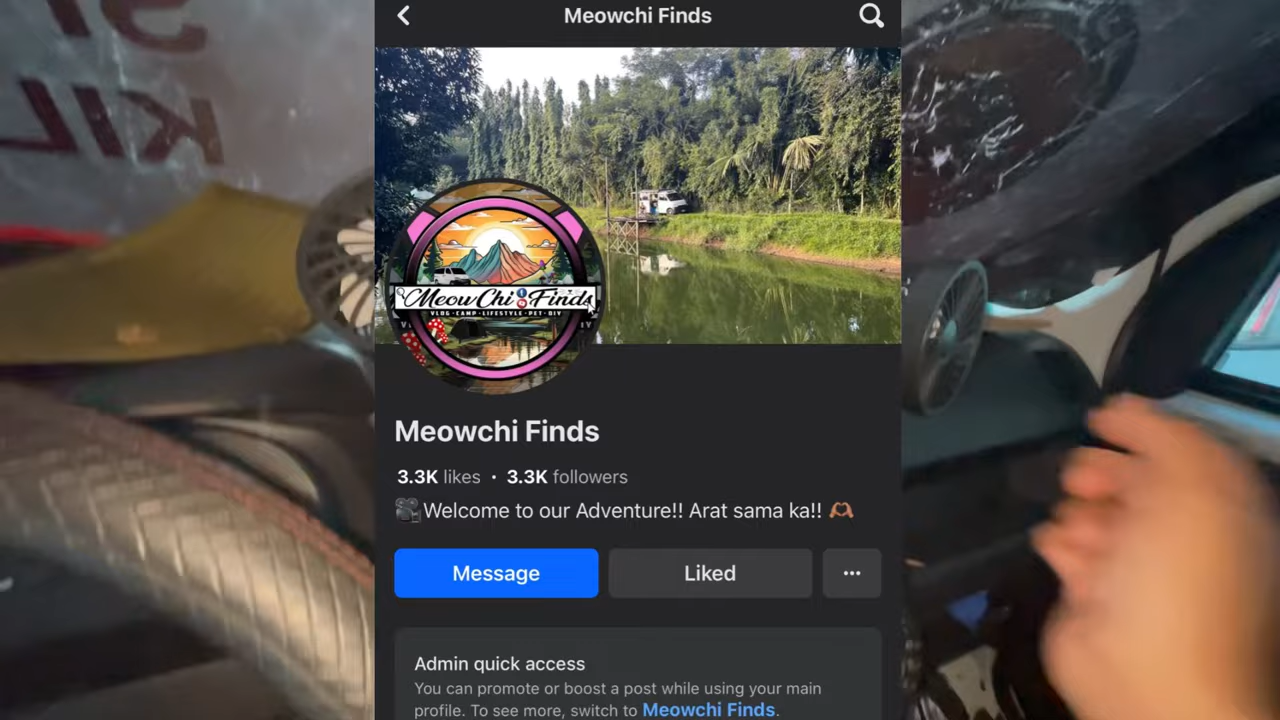 Meowchi Finds
MeowChi Finds
VLOG • CAMP • LIFESTYLE • PET • DIY
Meowchi Finds
3.3K likes • 3.3K followers
Welcome to our Adventure!! Arat sama ka!!
Message
Liked
Admin quick access
You can promote or boost a post while using your main
profile. To see more, switch to Meowchi Finds.